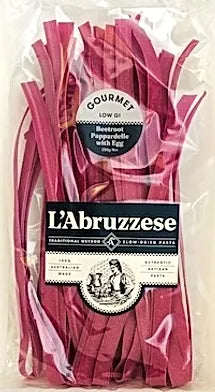 GOURMET
LOW GI
Beetroot
Pappardelle
with Egg
L'Abruzzese
TRADITIONAL METHOD A SLOW-DRIED PASTA
100%
AUSTRALIAN
MADE
AUTHENTIC
ARTISAN
PASTA